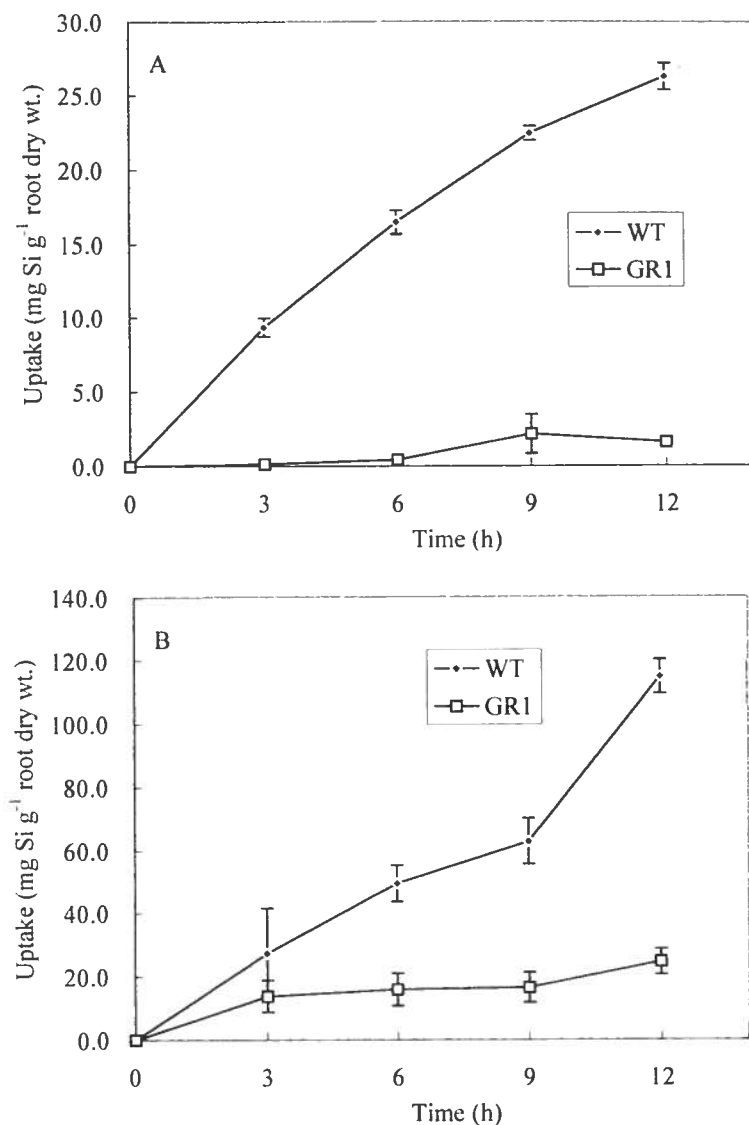 30.0
A
25.0
20.0
15.0
10.0
5.0
0.0
Uptake (mg Si g⁻¹ root dry wt.)
WT
GR1
0 3 6 9 12
Time (h)
140.0
B
120.0
100.0
80.0
60.0
40.0
20.0
0.0
Uptake (mg Si g⁻¹ root dry wt.)
WT
GR1
0 3 6 9 12
Time (h)